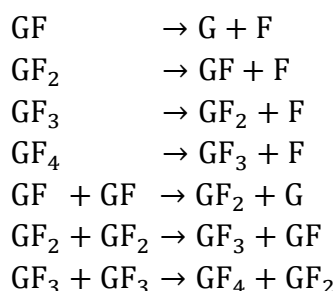 GF → G + F
GF₂ → GF + F
GF₃ → GF₂ + F
GF₄ → GF₃ + F
GF + GF → GF₂ + G
GF₂ + GF₂ → GF₃ + GF
GF₃ + GF₃ → GF₄ + GF₂